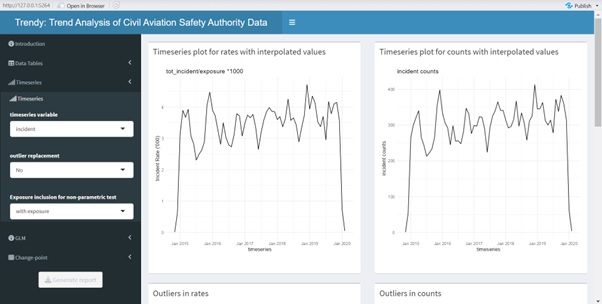 http://127.0.0.1:5264
Open in Browser
Publish
Trendy: Trend Analysis of Civil Aviation Safety Authority Data
Introduction
Data Tables
Timeseries
Timeseries
timeseries variable
incident
outlier replacement
No
Exposure inclusion for non-parametric test
with exposure
GLM
Change-point
Generate report
Timeseries plot for rates with interpolated values
tot_incident/exposure *1000
Incident Rate ('000)
4
3
2
1
0
Jan 2015
Jan 2016
Jan 2017
Jan 2018
Jan 2019
Jan 2020
timeseries
Timeseries plot for counts with interpolated values
incident counts
incident counts
400
300
200
100
0
Jan 2015
Jan 2016
Jan 2017
Jan 2018
Jan 2019
Jan 2020
timeseries
Outliers in rates
Outliers in counts